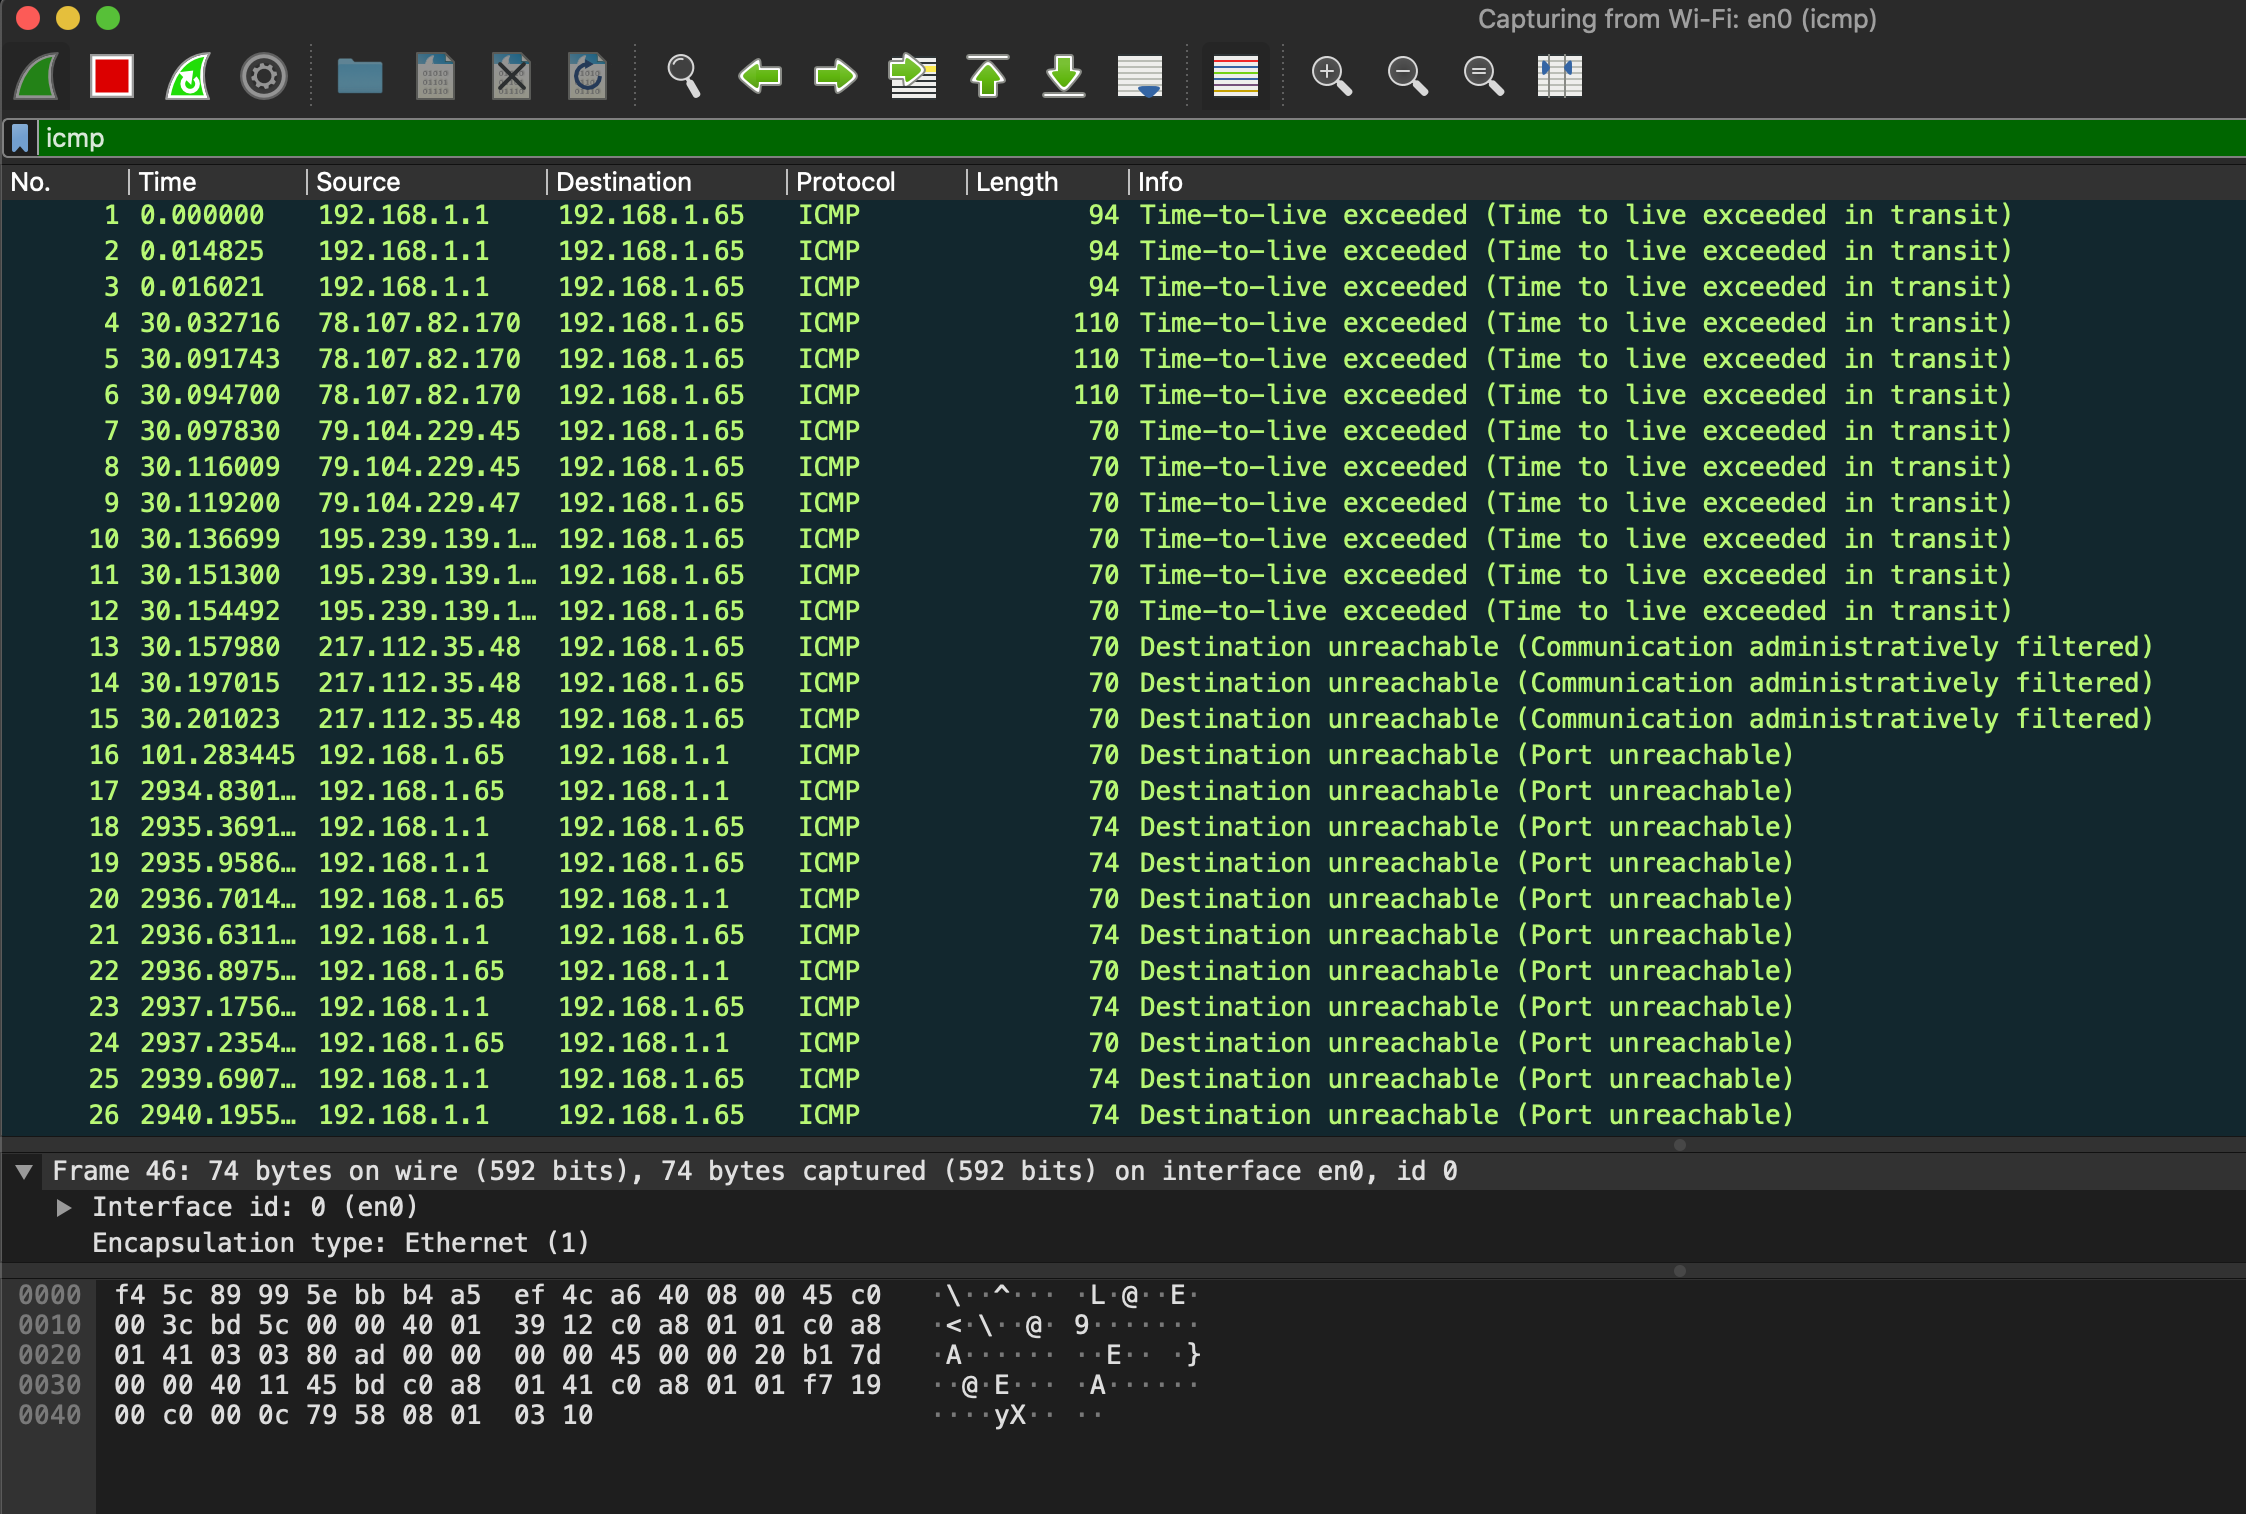 Capturing from Wi-Fi: en0 (icmp)
icmp
No. Time Source Destination Protocol Length Info
1 0.000000 192.168.1.1 192.168.1.65 ICMP 94 Time-to-live exceeded (Time to live exceeded in transit)
2 0.014825 192.168.1.1 192.168.1.65 ICMP 94 Time-to-live exceeded (Time to live exceeded in transit)
3 0.016021 192.168.1.1 192.168.1.65 ICMP 94 Time-to-live exceeded (Time to live exceeded in transit)
4 30.032716 78.107.82.170 192.168.1.65 ICMP 110 Time-to-live exceeded (Time to live exceeded in transit)
5 30.091743 78.107.82.170 192.168.1.65 ICMP 110 Time-to-live exceeded (Time to live exceeded in transit)
6 30.094700 78.107.82.170 192.168.1.65 ICMP 110 Time-to-live exceeded (Time to live exceeded in transit)
7 30.097830 79.104.229.45 192.168.1.65 ICMP 70 Time-to-live exceeded (Time to live exceeded in transit)
8 30.116009 79.104.229.45 192.168.1.65 ICMP 70 Time-to-live exceeded (Time to live exceeded in transit)
9 30.119200 79.104.229.47 192.168.1.65 ICMP 70 Time-to-live exceeded (Time to live exceeded in transit)
10 30.136699 195.239.139.1… 192.168.1.65 ICMP 70 Time-to-live exceeded (Time to live exceeded in transit)
11 30.151300 195.239.139.1… 192.168.1.65 ICMP 70 Time-to-live exceeded (Time to live exceeded in transit)
12 30.154492 195.239.139.1… 192.168.1.65 ICMP 70 Time-to-live exceeded (Time to live exceeded in transit)
13 30.157980 217.112.35.48 192.168.1.65 ICMP 70 Destination unreachable (Communication administratively filtered)
14 30.197015 217.112.35.48 192.168.1.65 ICMP 70 Destination unreachable (Communication administratively filtered)
15 30.201023 217.112.35.48 192.168.1.65 ICMP 70 Destination unreachable (Communication administratively filtered)
16 101.283445 192.168.1.65 192.168.1.1 ICMP 70 Destination unreachable (Port unreachable)
17 2934.8301… 192.168.1.65 192.168.1.1 ICMP 70 Destination unreachable (Port unreachable)
18 2935.3691… 192.168.1.1 192.168.1.65 ICMP 74 Destination unreachable (Port unreachable)
19 2935.9586… 192.168.1.1 192.168.1.65 ICMP 74 Destination unreachable (Port unreachable)
20 2936.7014… 192.168.1.65 192.168.1.1 ICMP 70 Destination unreachable (Port unreachable)
21 2936.6311… 192.168.1.1 192.168.1.65 ICMP 74 Destination unreachable (Port unreachable)
22 2936.8975… 192.168.1.65 192.168.1.1 ICMP 70 Destination unreachable (Port unreachable)
23 2937.1756… 192.168.1.1 192.168.1.65 ICMP 74 Destination unreachable (Port unreachable)
24 2937.2354… 192.168.1.65 192.168.1.1 ICMP 70 Destination unreachable (Port unreachable)
25 2939.6907… 192.168.1.1 192.168.1.65 ICMP 74 Destination unreachable (Port unreachable)
26 2940.1955… 192.168.1.1 192.168.1.65 ICMP 74 Destination unreachable (Port unreachable)
Frame 46: 74 bytes on wire (592 bits), 74 bytes captured (592 bits) on interface en0, id 0
Interface id: 0 (en0)
Encapsulation type: Ethernet (1)
0000 f4 5c 89 99 5e bb b4 a5 ef 4c a6 40 08 00 45 c0 ·\··^··· ·L·@··E·
0010 00 3c bd 5c 00 00 40 01 39 12 c0 a8 01 01 c0 a8 ·<·\··@· 9·······
0020 01 41 03 03 80 ad 00 00 00 00 45 00 00 20 b1 7d ·A······ ··E·· ·}
0030 00 00 40 11 45 bd c0 a8 01 41 c0 a8 01 01 f7 19 ··@·E··· ·A······
0040 00 c0 00 0c 79 58 08 01 03 10 ····yX·· ··